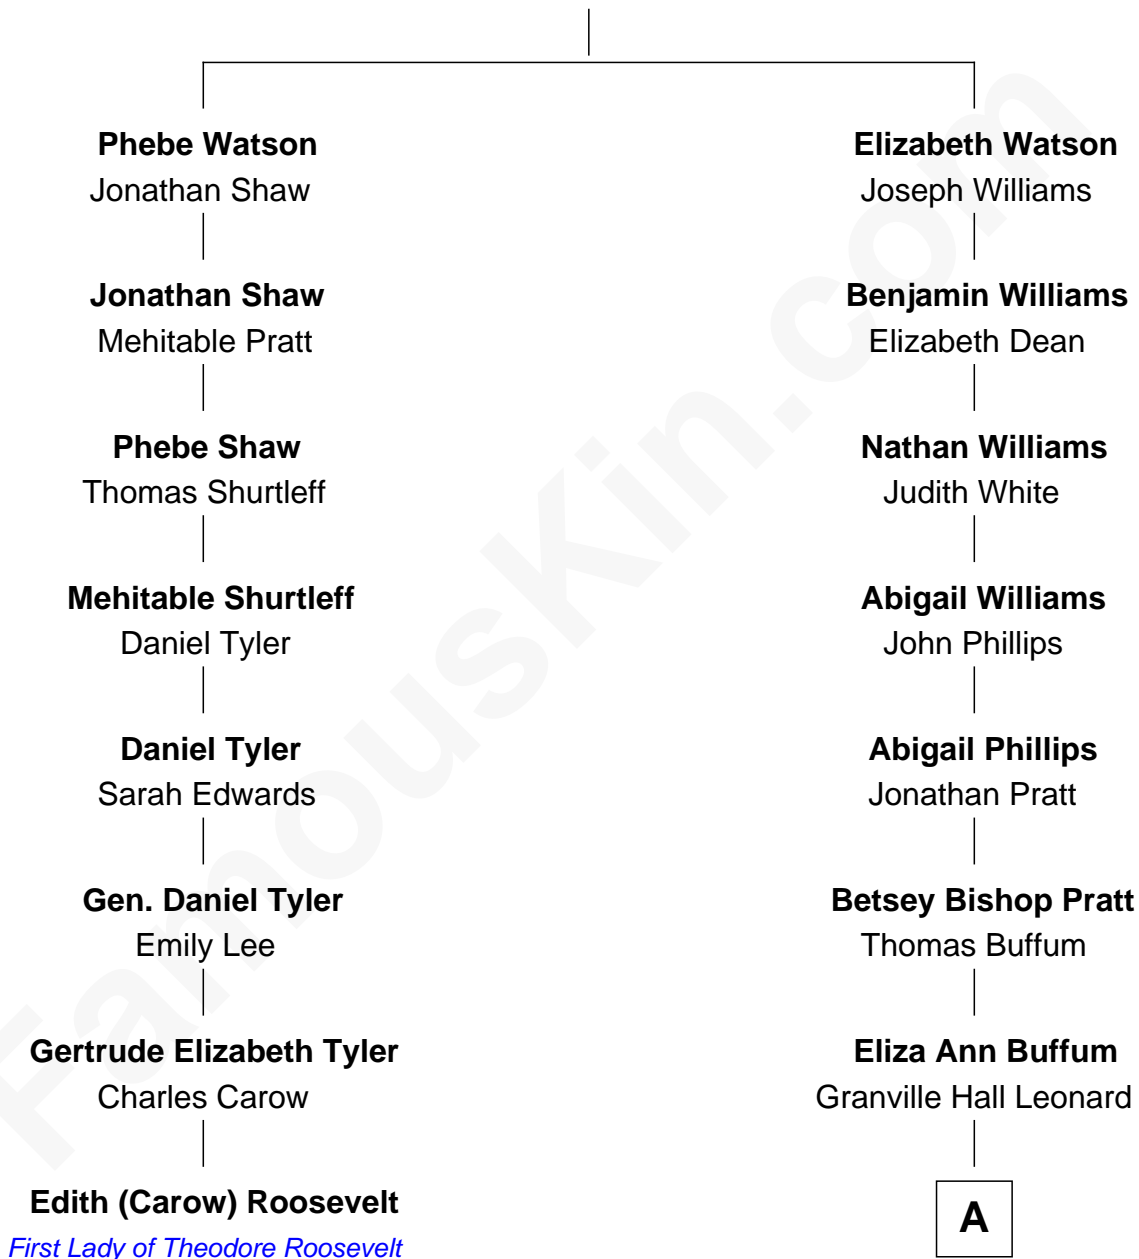 Phebe Watson
Jonathan Shaw
Elizabeth Watson
Joseph Williams
Jonathan Shaw
Mehitable Pratt
Benjamin Williams
Elizabeth Dean
Phebe Shaw
Thomas Shurtleff
Nathan Williams
Judith White
Mehitable Shurtleff
Daniel Tyler
Abigail Williams
John Phillips
Daniel Tyler
Sarah Edwards
Abigail Phillips
Jonathan Pratt
Gen. Daniel Tyler
Emily Lee
Betsey Bishop Pratt
Thomas Buffum
Gertrude Elizabeth Tyler
Charles Carow
Eliza Ann Buffum
Granville Hall Leonard
Edith (Carow) Roosevelt
First Lady of Theodore Roosevelt
A
FamousKin.com